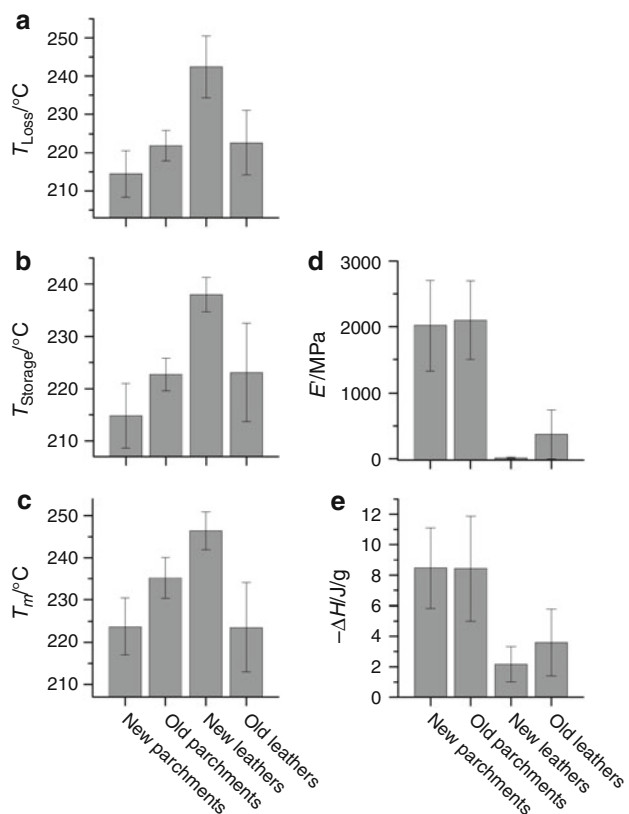 a
250
240
230
220
210
T_Loss/°C
b
240
230
220
210
T_Storage/°C
c
250
240
230
220
210
T_m/°C
New parchments
Old parchments
New leathers
Old leathers
d
3000
2000
1000
0
E'/MPa
e
12
10
8
6
4
2
0
−ΔH/J/g
New parchments
Old parchments
New leathers
Old leathers